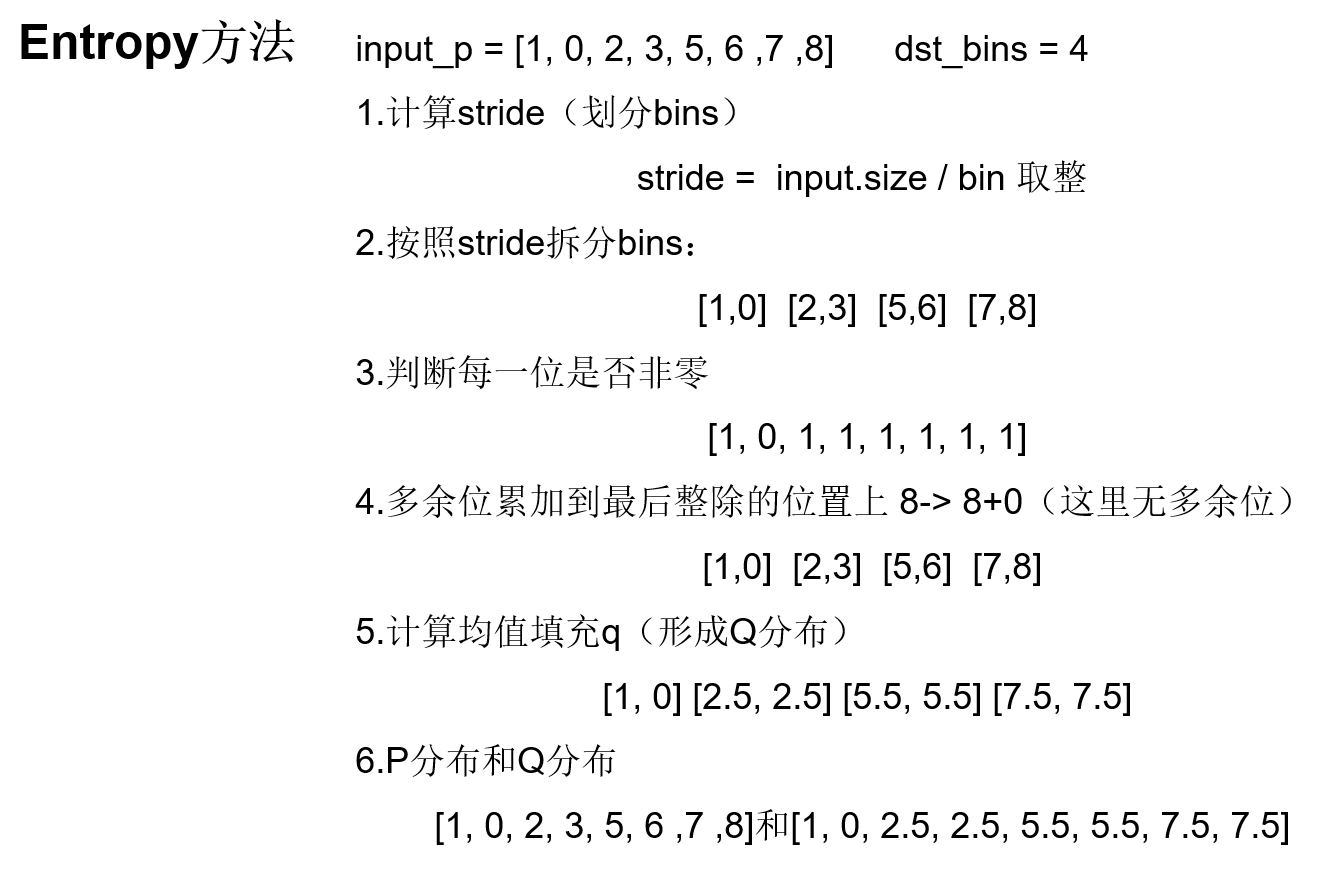 Entropy方法 input_p = [1, 0, 2, 3, 5, 6 ,7 ,8] dst_bins = 4
1.计算stride（划分bins）
stride = input.size / bin 取整
2.按照stride拆分bins：
[1,0] [2,3] [5,6] [7,8]
3.判断每一位是否非零
[1, 0, 1, 1, 1, 1, 1, 1]
4.多余位累加到最后整除的位置上 8-> 8+0（这里无多余位）
[1,0] [2,3] [5,6] [7,8]
5.计算均值填充q（形成Q分布）
[1, 0] [2.5, 2.5] [5.5, 5.5] [7.5, 7.5]
6.P分布和Q分布
[1, 0, 2, 3, 5, 6 ,7 ,8]和[1, 0, 2.5, 2.5, 5.5, 5.5, 7.5, 7.5]